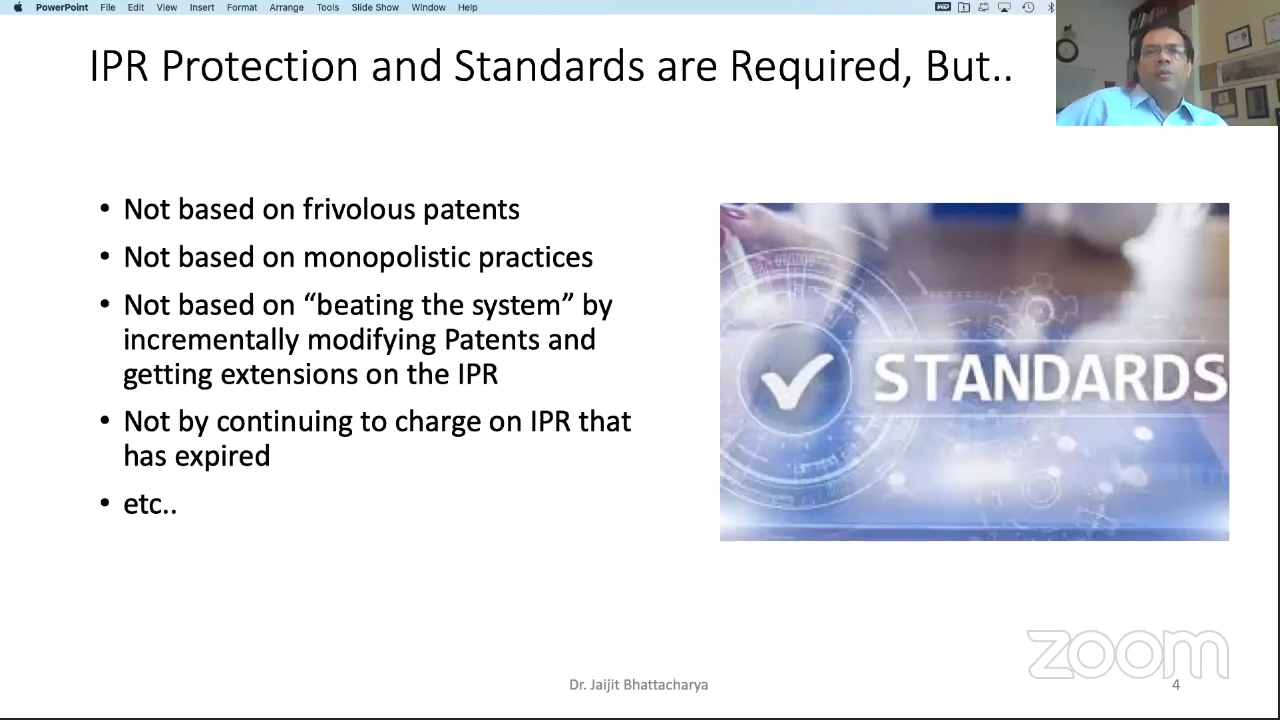 PowerPoint File Edit View Insert Format Arrange Tools Slide Show Window Help
IPR Protection and Standards are Required, But..
• Not based on frivolous patents
• Not based on monopolistic practices
• Not based on “beating the system” by
incrementally modifying Patents and
getting extensions on the IPR
• Not by continuing to charge on IPR that
has expired
• etc..
STANDARDS
zoom
Dr. Jaijit Bhattacharya
4